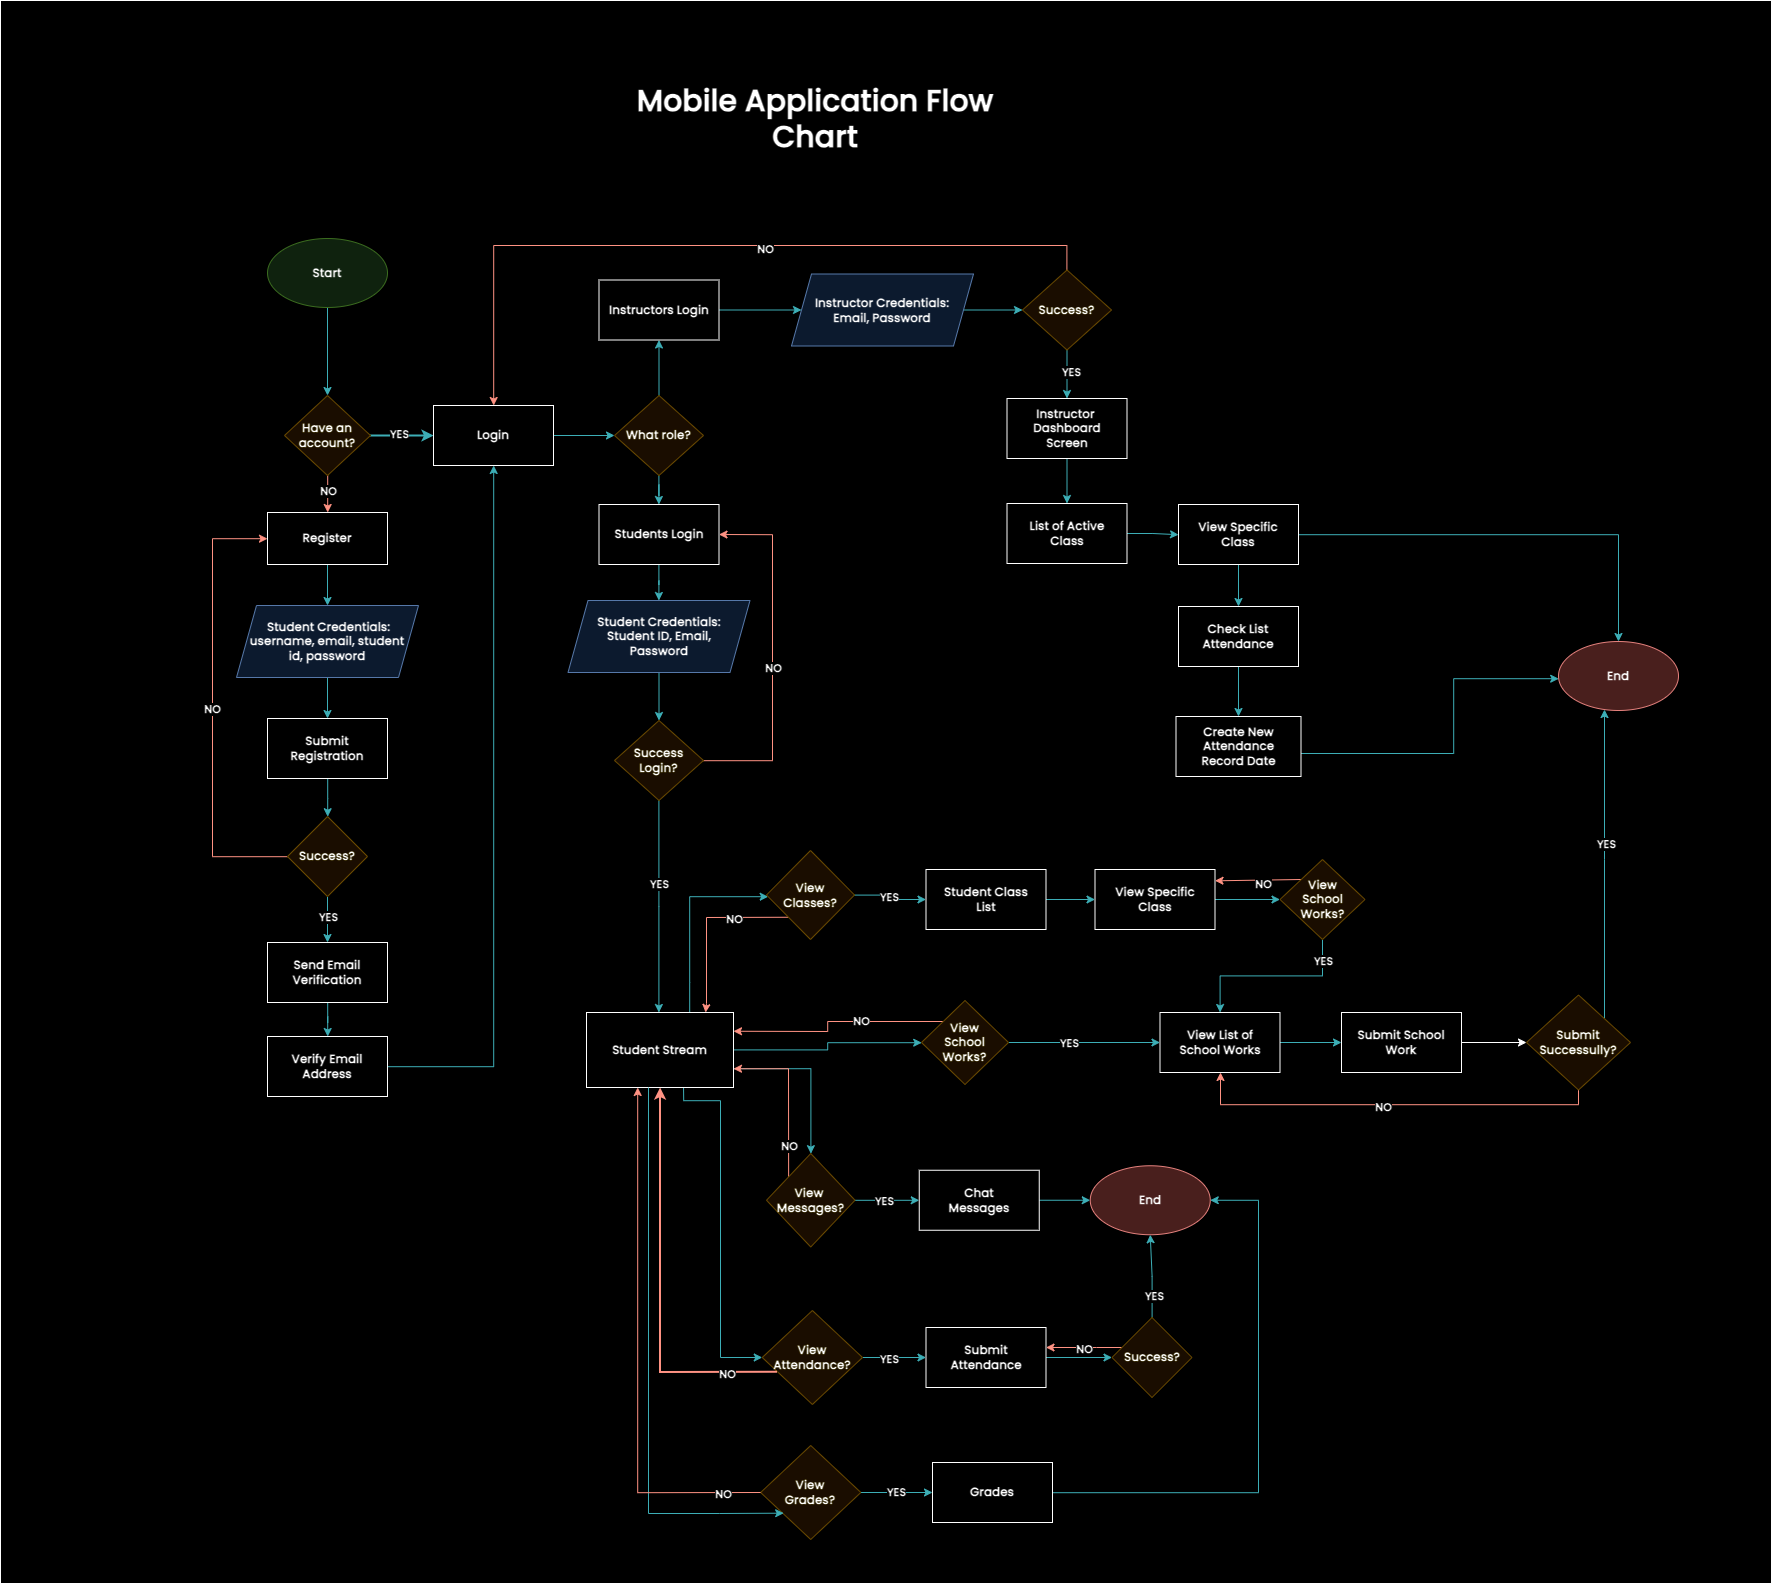 Mobile Application Flow
Chart
Start
NO
Instructors Login
Instructor Credentials:
Email, Password
Success?
YES
Have an
account?
YES
Login
What role?
Instructor
Dashboard
Screen
NO
Register
Students Login
List of Active
Class
View Specific
Class
Student Credentials:
username, email, student
id, password
Student Credentials:
Student ID, Email,
Password
Check List
Attendance
NO
End
NO
Submit
Registration
Success
Login?
Create New
Attendance
Record Date
YES
Success?
YES
View
Classes?
YES
Student Class
List
View Specific
Class
NO
View
School
Works?
NO
YES
Send Email
Verification
YES
Verify Email
Address
Student Stream
NO
View
School
Works?
YES
View List of
School Works
Submit School
Work
Submit
Successully?
NO
NO
View
Messages?
YES
Chat
Messages
End
YES
View
Attendance?
YES
Submit
Attendance
NO
Success?
NO
View
Grades?
YES
Grades
NO